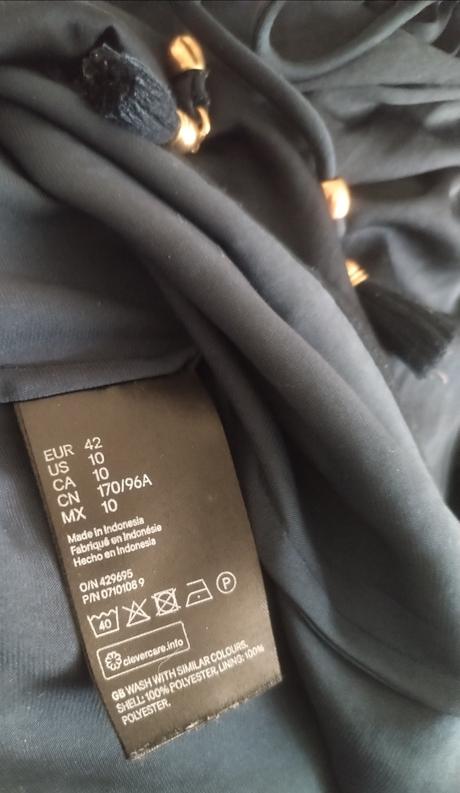 EUR 42
US 10
CA 10
CN 170/96A
MX 10
Made in Indonesia
Fabriqué en Indonésie
Hecho en Indonesia
O/N 429695
P/N 0710108 9
40 P
clevercare.info
GB WASH WITH SIMILAR COLOURS.
SHELL: 100% POLYESTER, LINING: 100%
POLYESTER.